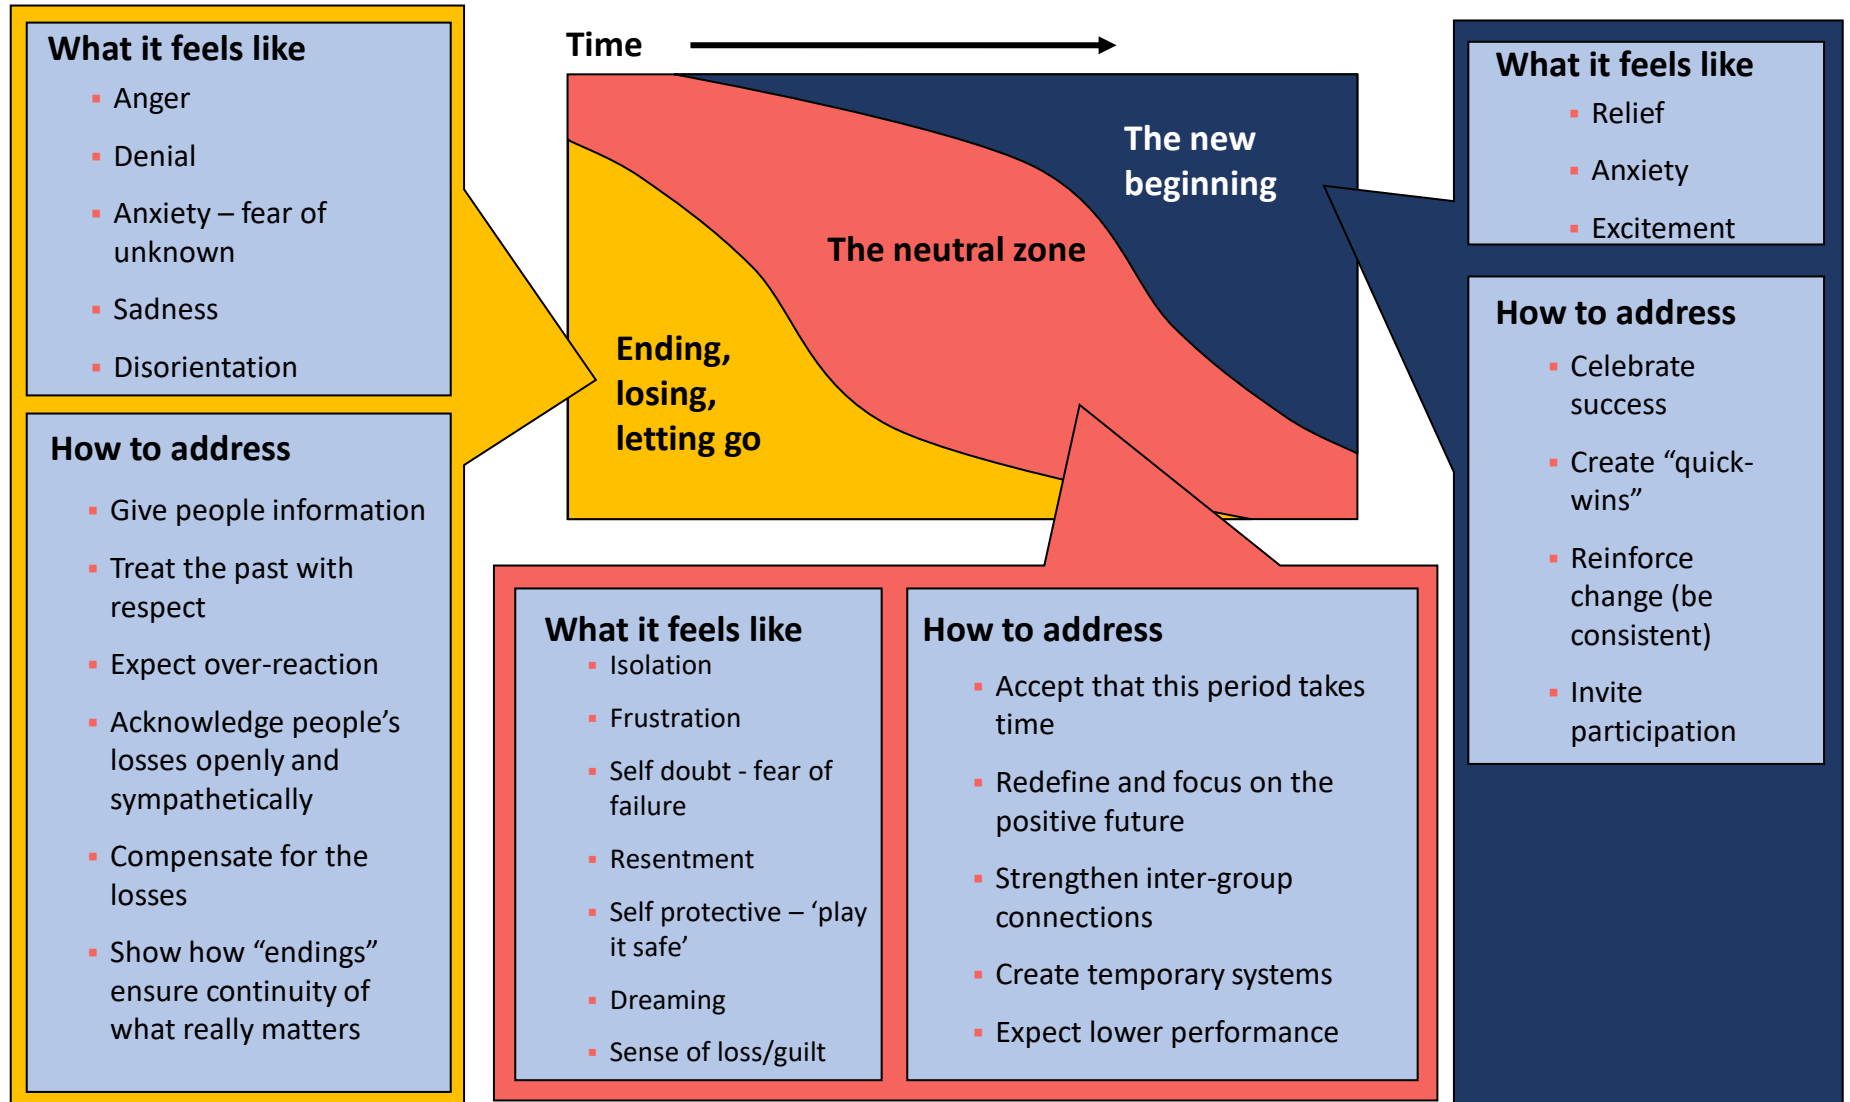 What it feels like
Anger
Denial
Anxiety – fear of
unknown
Sadness
Disorientation
How to address
Give people information
Treat the past with
respect
Expect over-reaction
Acknowledge people’s
losses openly and
sympathetically
Compensate for the
losses
Show how “endings”
ensure continuity of
what really matters
Time
The new
beginning
The neutral zone
Ending,
losing,
letting go
What it feels like
Isolation
Frustration
Self doubt - fear of
failure
Resentment
Self protective – ‘play
it safe’
Dreaming
Sense of loss/guilt
How to address
Accept that this period takes
time
Redefine and focus on the
positive future
Strengthen inter-group
connections
Create temporary systems
Expect lower performance
What it feels like
Relief
Anxiety
Excitement
How to address
Celebrate
success
Create “quick-
wins”
Reinforce
change (be
consistent)
Invite
participation